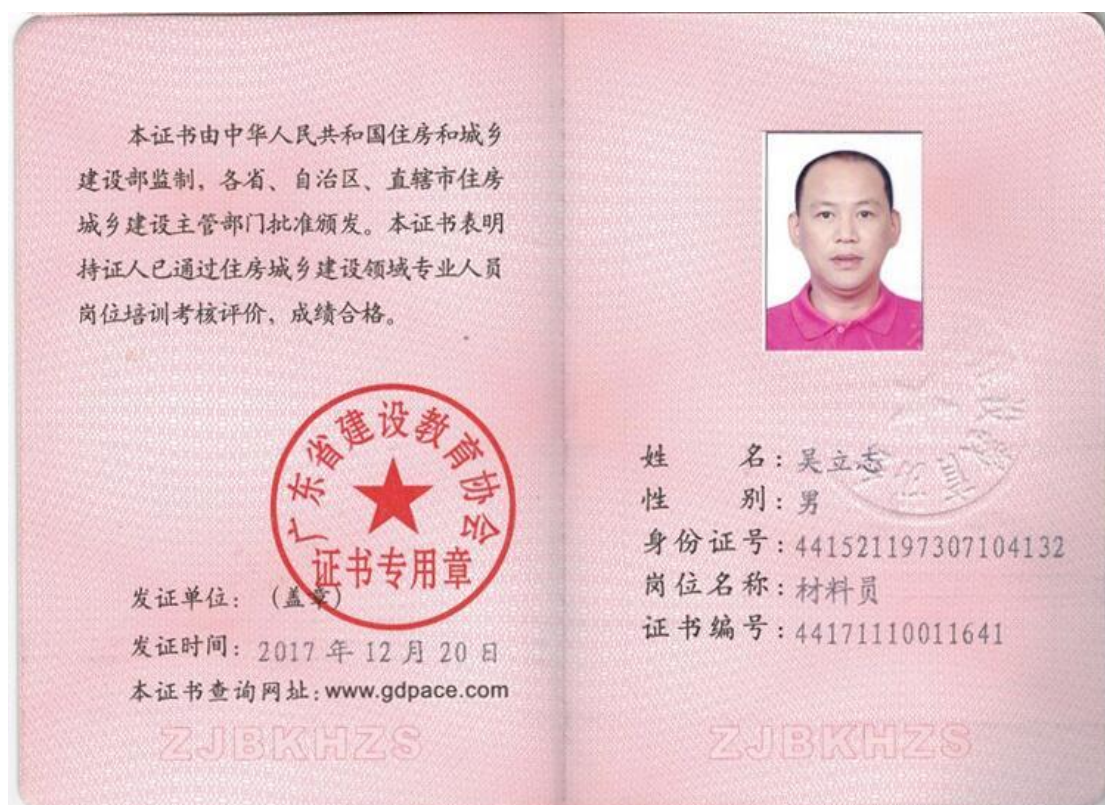 本证书由中华人民共和国住房和城乡
建设部监制，各省、自治区、直辖市住房
城乡建设主管部门批准颁发。本证书表明
持证人已通过住房城乡建设领域专业人员
岗位培训考核评价，成绩合格。
广东省建设教育协会
证书专用章
发证单位：（盖章）
发证时间：2017 年 12 月 20 日
本证书查询网址：www.gdpace.com
ZJBKHZS
姓 名：吴立志
性 别：男
身份证号：441521197307104132
岗位名称：材料员
证书编号：44171110011641
ZJBKHZS